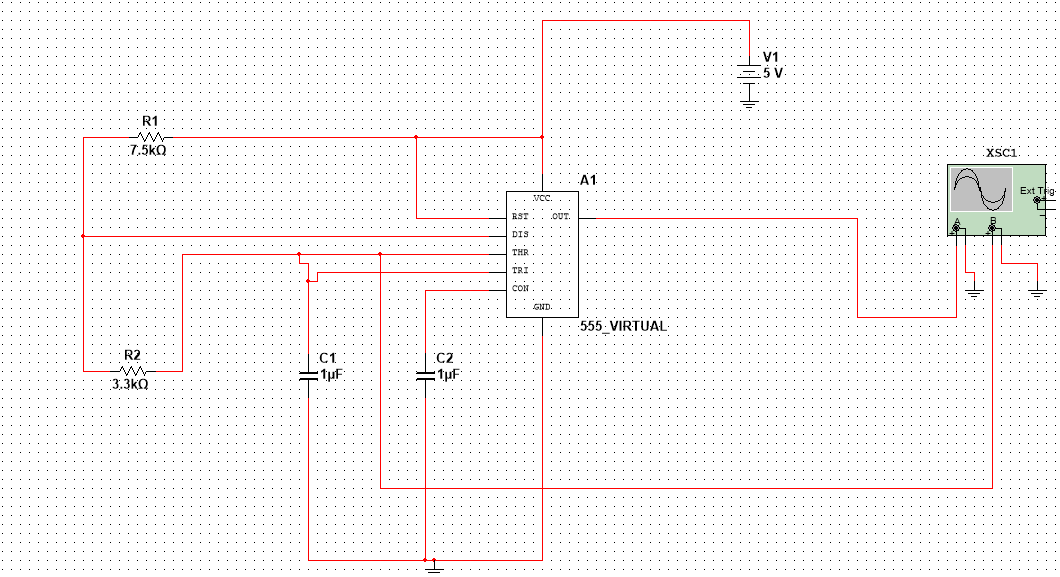 V1
5 V
R1
7.5kΩ
XSC1
A1
VCC
Ext Trig
+
RST
OUT
A
B
DIS
THR
TRI
CON
GND
555_VIRTUAL
R2
3.3kΩ
C1
1µF
C2
1µF